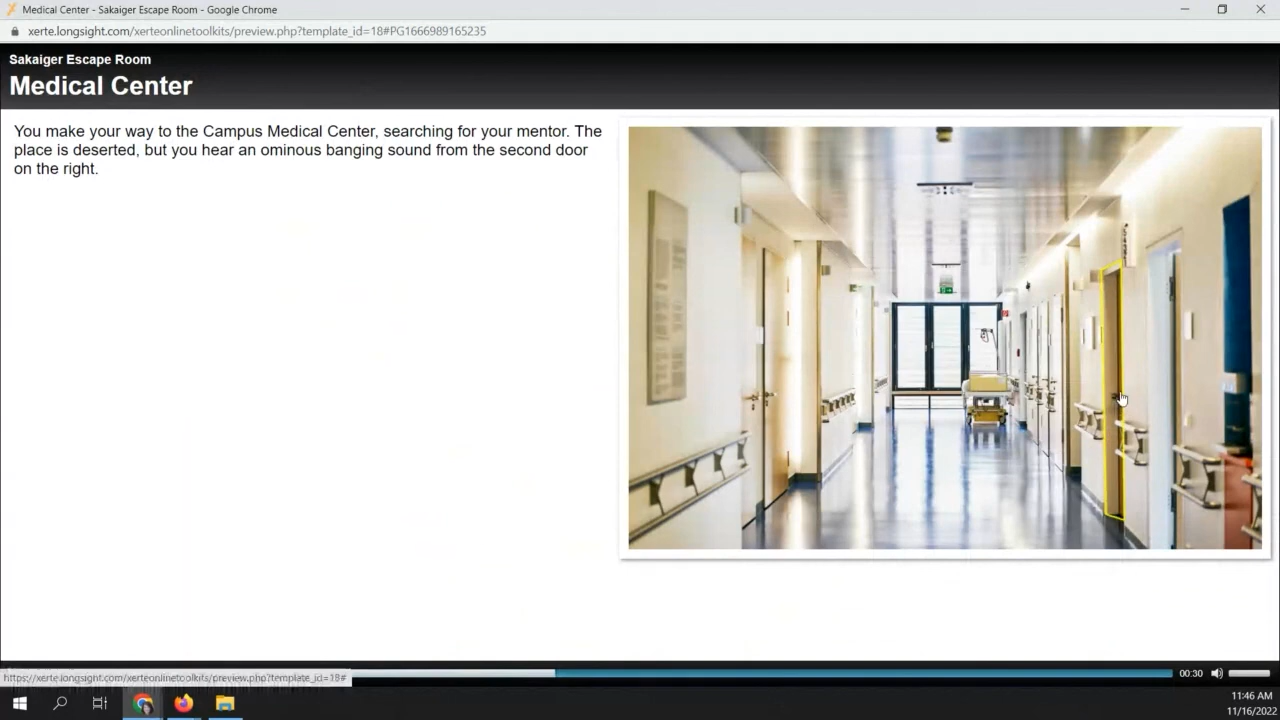 Medical Center - Sakaiger Escape Room - Google Chrome
xerte.longsight.com/xerteonlinetoolkits/preview.php?template_id=18#PG1666989165235
Sakaiger Escape Room
Medical Center
You make your way to the Campus Medical Center, searching for your mentor. The
place is deserted, but you hear an ominous banging sound from the second door
on the right.
https://xerte.longsight.com/xerteonlinetoolkits/preview.php?template_id=18#
00:30
11:46 AM
11/16/2022